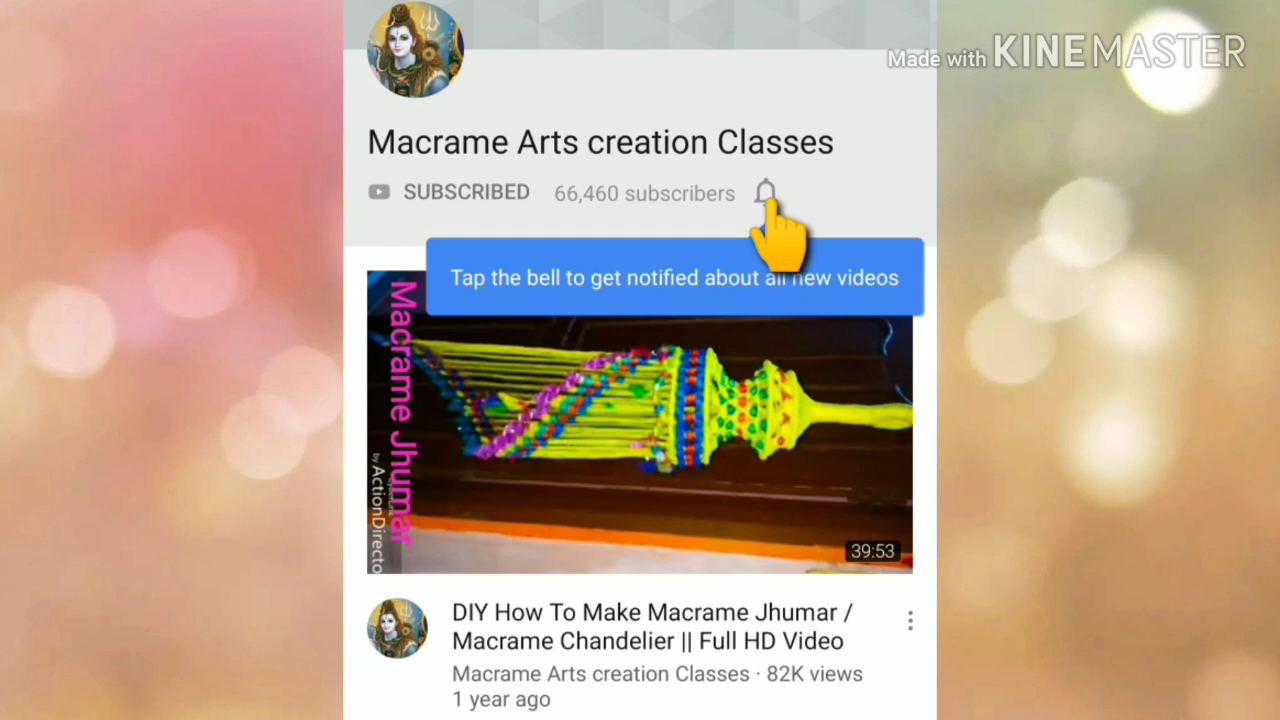 Made with KINEMASTER
Macrame Arts creation Classes
SUBSCRIBED 66,460 subscribers
Tap the bell to get notified about all new videos
Macrame Jhumar
by ActionDirecto
39:53
DIY How To Make Macrame Jhumar /
Macrame Chandelier || Full HD Video
Macrame Arts creation Classes · 82K views
1 year ago